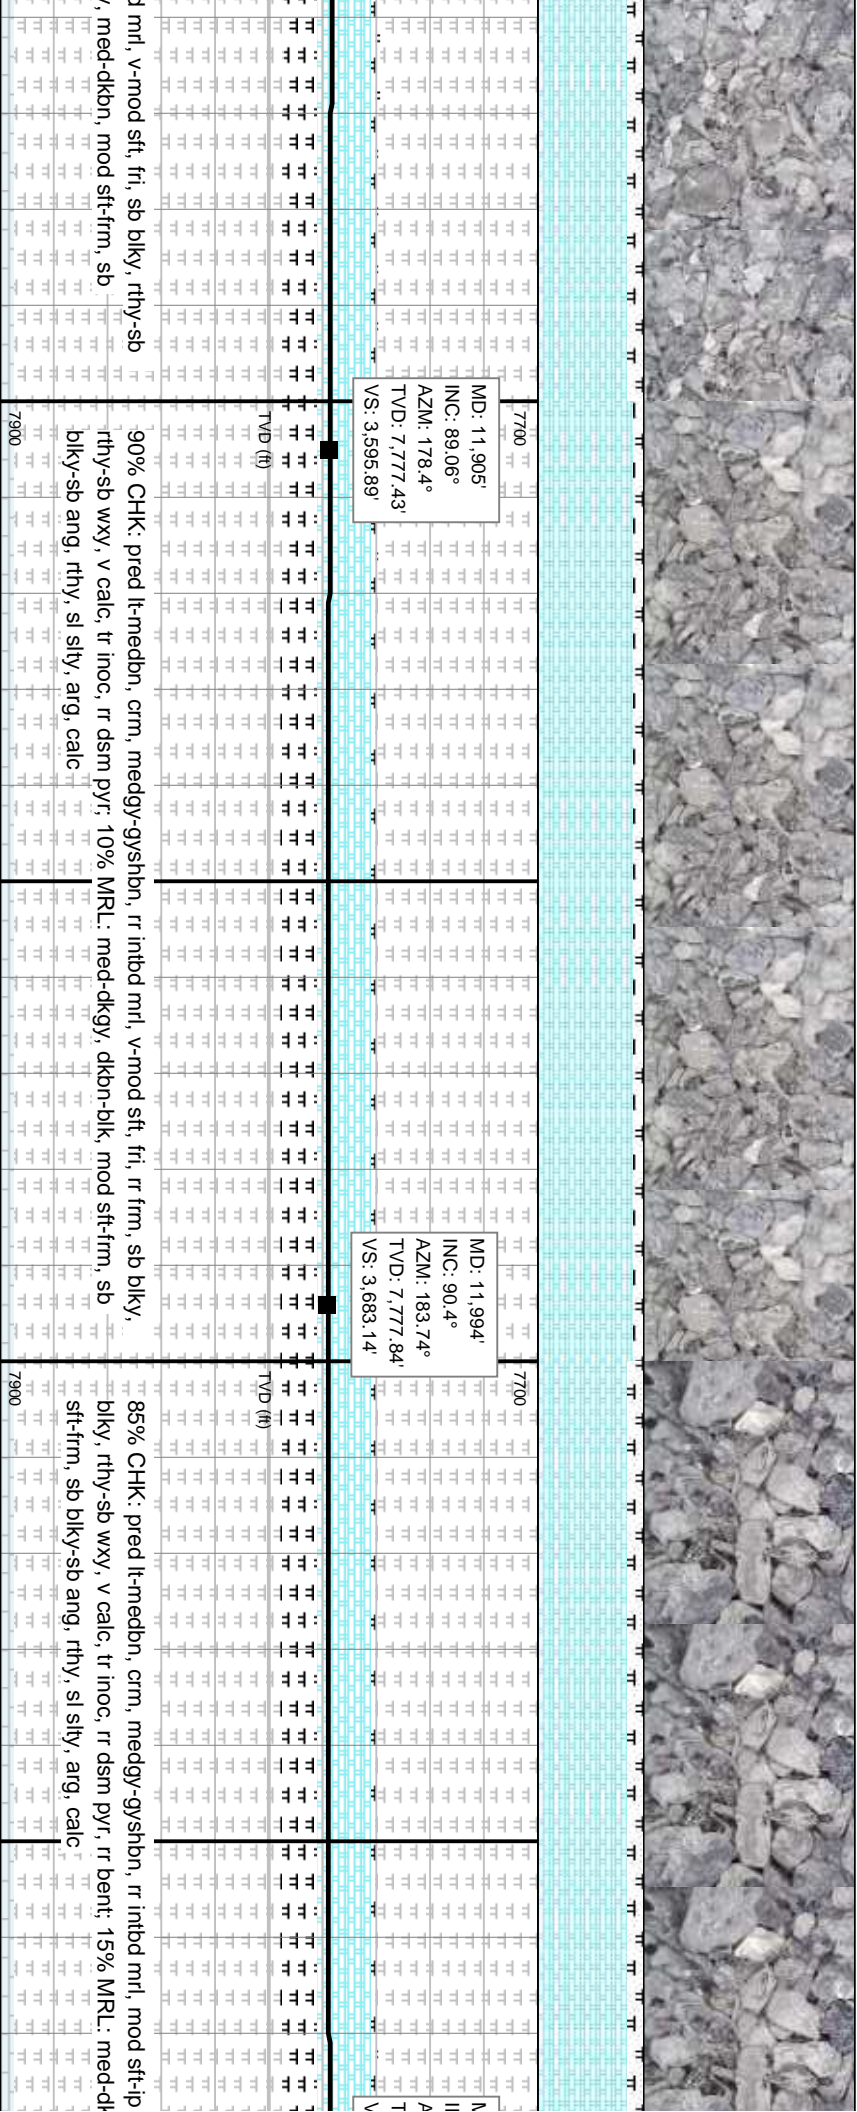 d mrl, v-mod sft, fri, sb blky, rthy-sb
, med-dkbn, mod sft-frm, sb
7700
MD: 11,905'
INC: 89.06°
AZM: 178.4°
TVD: 7,777.43'
VS: 3,595.89'
TVD (ft)
7900
90% CHK: pred lt-medbn, crm, medgy-gyshbn, rr intbd mrl, v-mod sft, fri, rr frm, sb blky,
rthy-sb wxy, v calc, tr inoc, rr dsm pyr; 10% MRL: med-dkgy, dkbn-blk, mod sft-frm, sb
blky-sb ang, rthy, sl slty, arg, calc
MD: 11,994'
INC: 90.4°
AZM: 183.74°
TVD: 7,777.84'
VS: 3,683.14'
7700
TVD (ft)
7900
85% CHK: pred lt-medbn, crm, medgy-gyshbn, rr intbd mrl, mod sft-ip
blky, rthy-sb wxy, v calc, tr inoc, rr dsm pyr, rr bent; 15% MRL: med-dk
sft-frm, sb blky-sb ang, rthy, sl slty, arg, calc